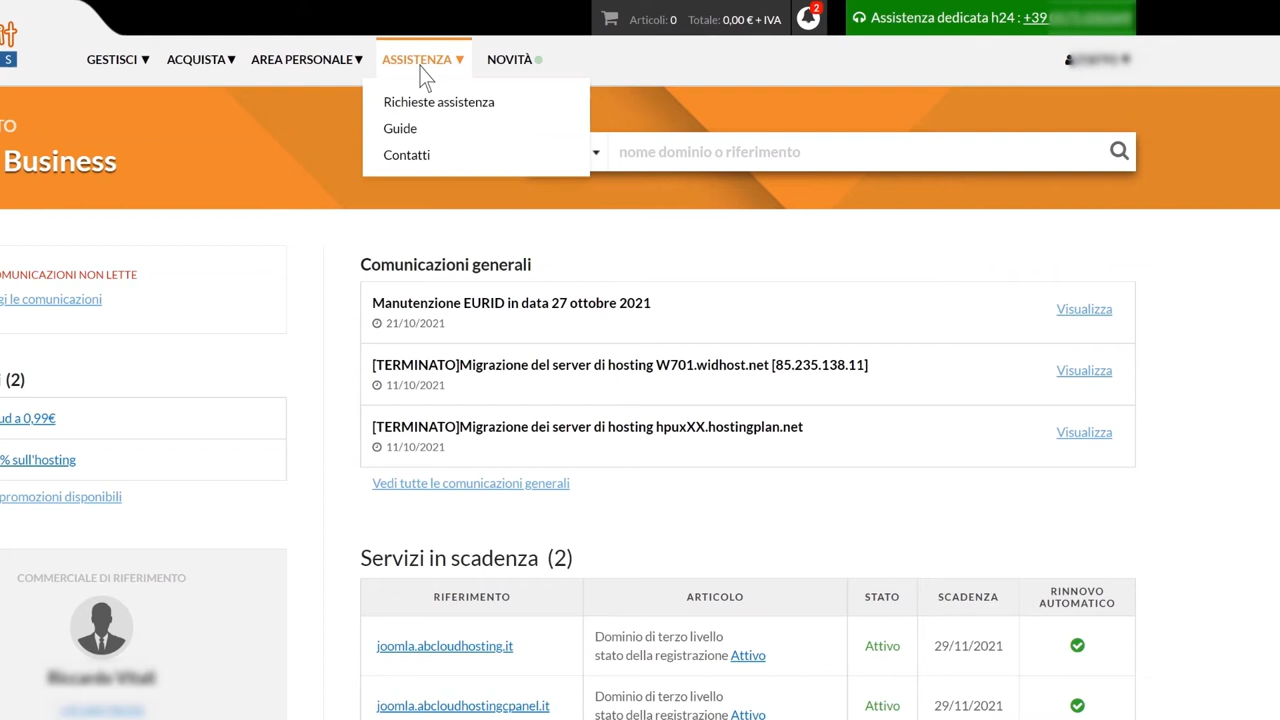 Articoli: 0 Totale: 0,00 € + IVA
2
Assistenza dedicata h24 : +39
GESTISCI ▼ ACQUISTA▼ AREA PERSONALE▼ ASSISTENZA ▼ NOVITÀ
Richieste assistenza
Guide
Contatti
Business
nome dominio o riferimento
OMUNICAZIONI NON LETTE
gi le comunicazioni
(2)
ud a 0,99€
% sull'hosting
promozioni disponibili
COMMERCIALE DI RIFERIMENTO
Comunicazioni generali
Manutenzione EURID in data 27 ottobre 2021
21/10/2021
Visualizza
[TERMINATO]Migrazione del server di hosting W701.widhost.net [85.235.138.11]
11/10/2021
Visualizza
[TERMINATO]Migrazione dei server di hosting hpuxXX.hostingplan.net
11/10/2021
Visualizza
Vedi tutte le comunicazioni generali
Servizi in scadenza (2)
RIFERIMENTO ARTICOLO STATO SCADENZA RINNOVO
AUTOMATICO
joomla.abcloudhosting.it Dominio di terzo livello Attivo 29/11/2021
stato della registrazione Attivo
joomla.abcloudhostingcpanel.it Dominio di terzo livello Attivo 29/11/2021
stato della registrazione Attivo